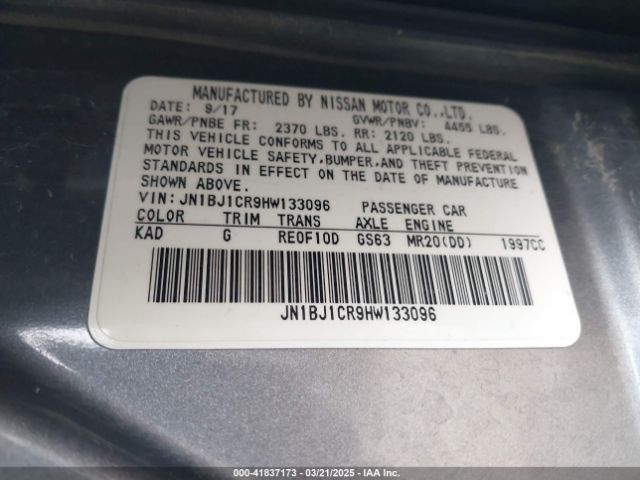 MANUFACTURED BY NISSAN MOTOR CO.,LTD.
DATE: 9/17 GVWR/PNBV: 4455 LBS.
GAWR/PNBE FR: 2370 LBS. RR: 2120 LBS.
THIS VEHICLE CONFORMS TO ALL APPLICABLE FEDERAL
MOTOR VEHICLE SAFETY,BUMPER,AND THEFT PREVENTION
STANDARDS IN EFFECT ON THE DATE OF MANUFACTURE
SHOWN ABOVE.
VIN: JN1BJ1CR9HW133096 PASSENGER CAR
COLOR TRIM TRANS AXLE ENGINE
KAD G RE0F10D GS63 MR20(DD) 1997CC
JN1BJ1CR9HW133096
000-41837173 — 03/21/2025 — IAA Inc.